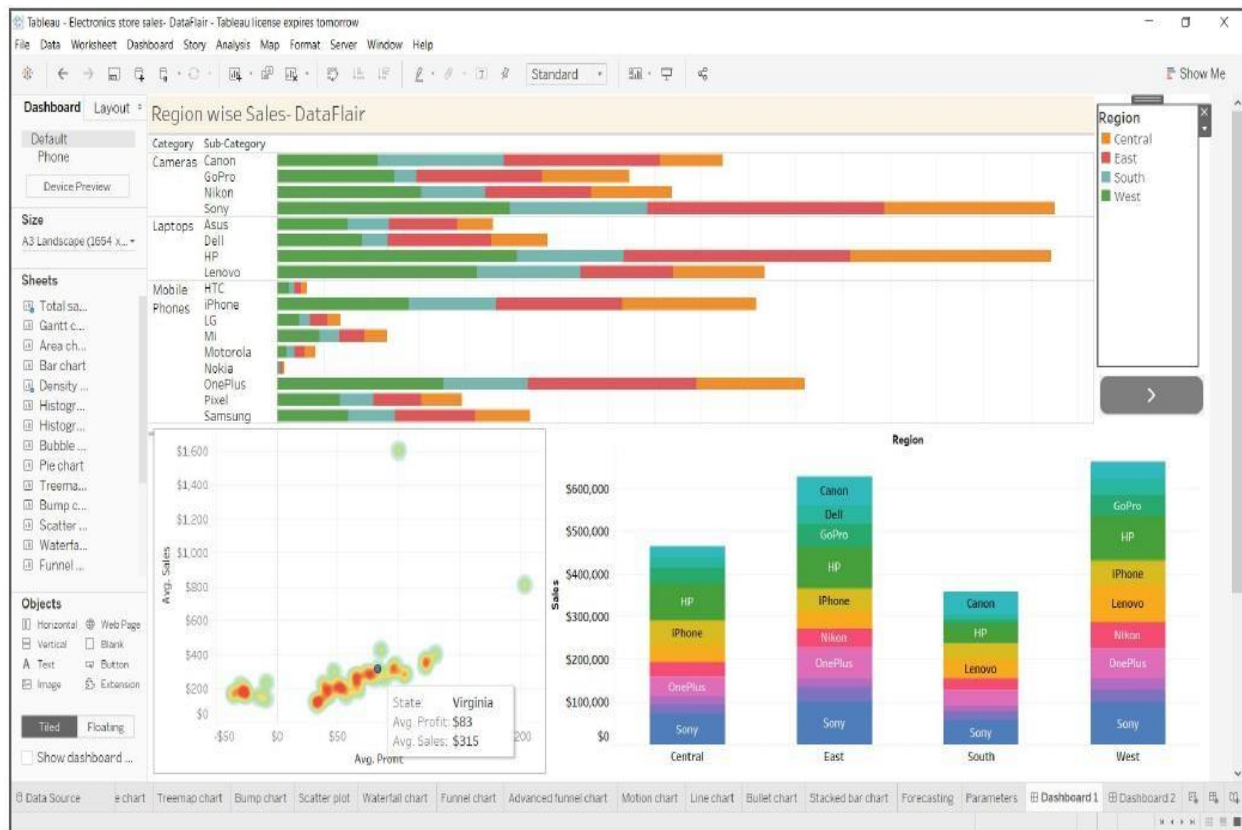 Tableau - Electronics store sales- DataFlair - Tableau license expires tomorrow
File Data Worksheet Dashboard Story Analysis Map Format Server Window Help
Standard
Show Me
Dashboard Layout
Default
Phone
Device Preview
Size
A3 Landscape (1654 x...
Sheets
Total sa...
Gantt c...
Area ch...
Bar chart
Density ...
Histogr...
Histogr...
Bubble ...
Pie chart
Treema...
Bump c...
Scatter ...
Waterfa...
Funnel ...
Objects
Horizontal Web Page
Vertical Blank
Text Button
Image Extension
Tiled Floating
Show dashboard ...
Region wise Sales- DataFlair
Category Sub-Category
Cameras Canon
GoPro
Nikon
Sony
Laptops Asus
Dell
HP
Lenovo
Mobile HTC
Phones iPhone
LG
Mi
Motorola
Nokia
OnePlus
Pixel
Samsung
Region
Central
East
South
West
$1,600
$1,400
$1,200
$1,000
$800
$600
$400
$200
$0
Avg. Sales
-$50 $0 $50 200
Avg. Profit
State: Virginia
Avg. Profit: $83
Avg. Sales: $315
Region
$600,000
$500,000
$400,000
$300,000
$200,000
$100,000
$0
Sales
HP
iPhone
OnePlus
Sony
Central
Canon
Dell
GoPro
HP
iPhone
Nikon
OnePlus
Sony
East
Canon
HP
Lenovo
Sony
South
GoPro
HP
iPhone
Lenovo
Nikon
OnePlus
Sony
West
Data Source e chart Treemap chart Bump chart Scatter plot Waterfall chart Funnel chart Advanced funnel chart Motion chart Line chart Bullet chart Stacked bar chart Forecasting Parameters Dashboard 1 Dashboard 2